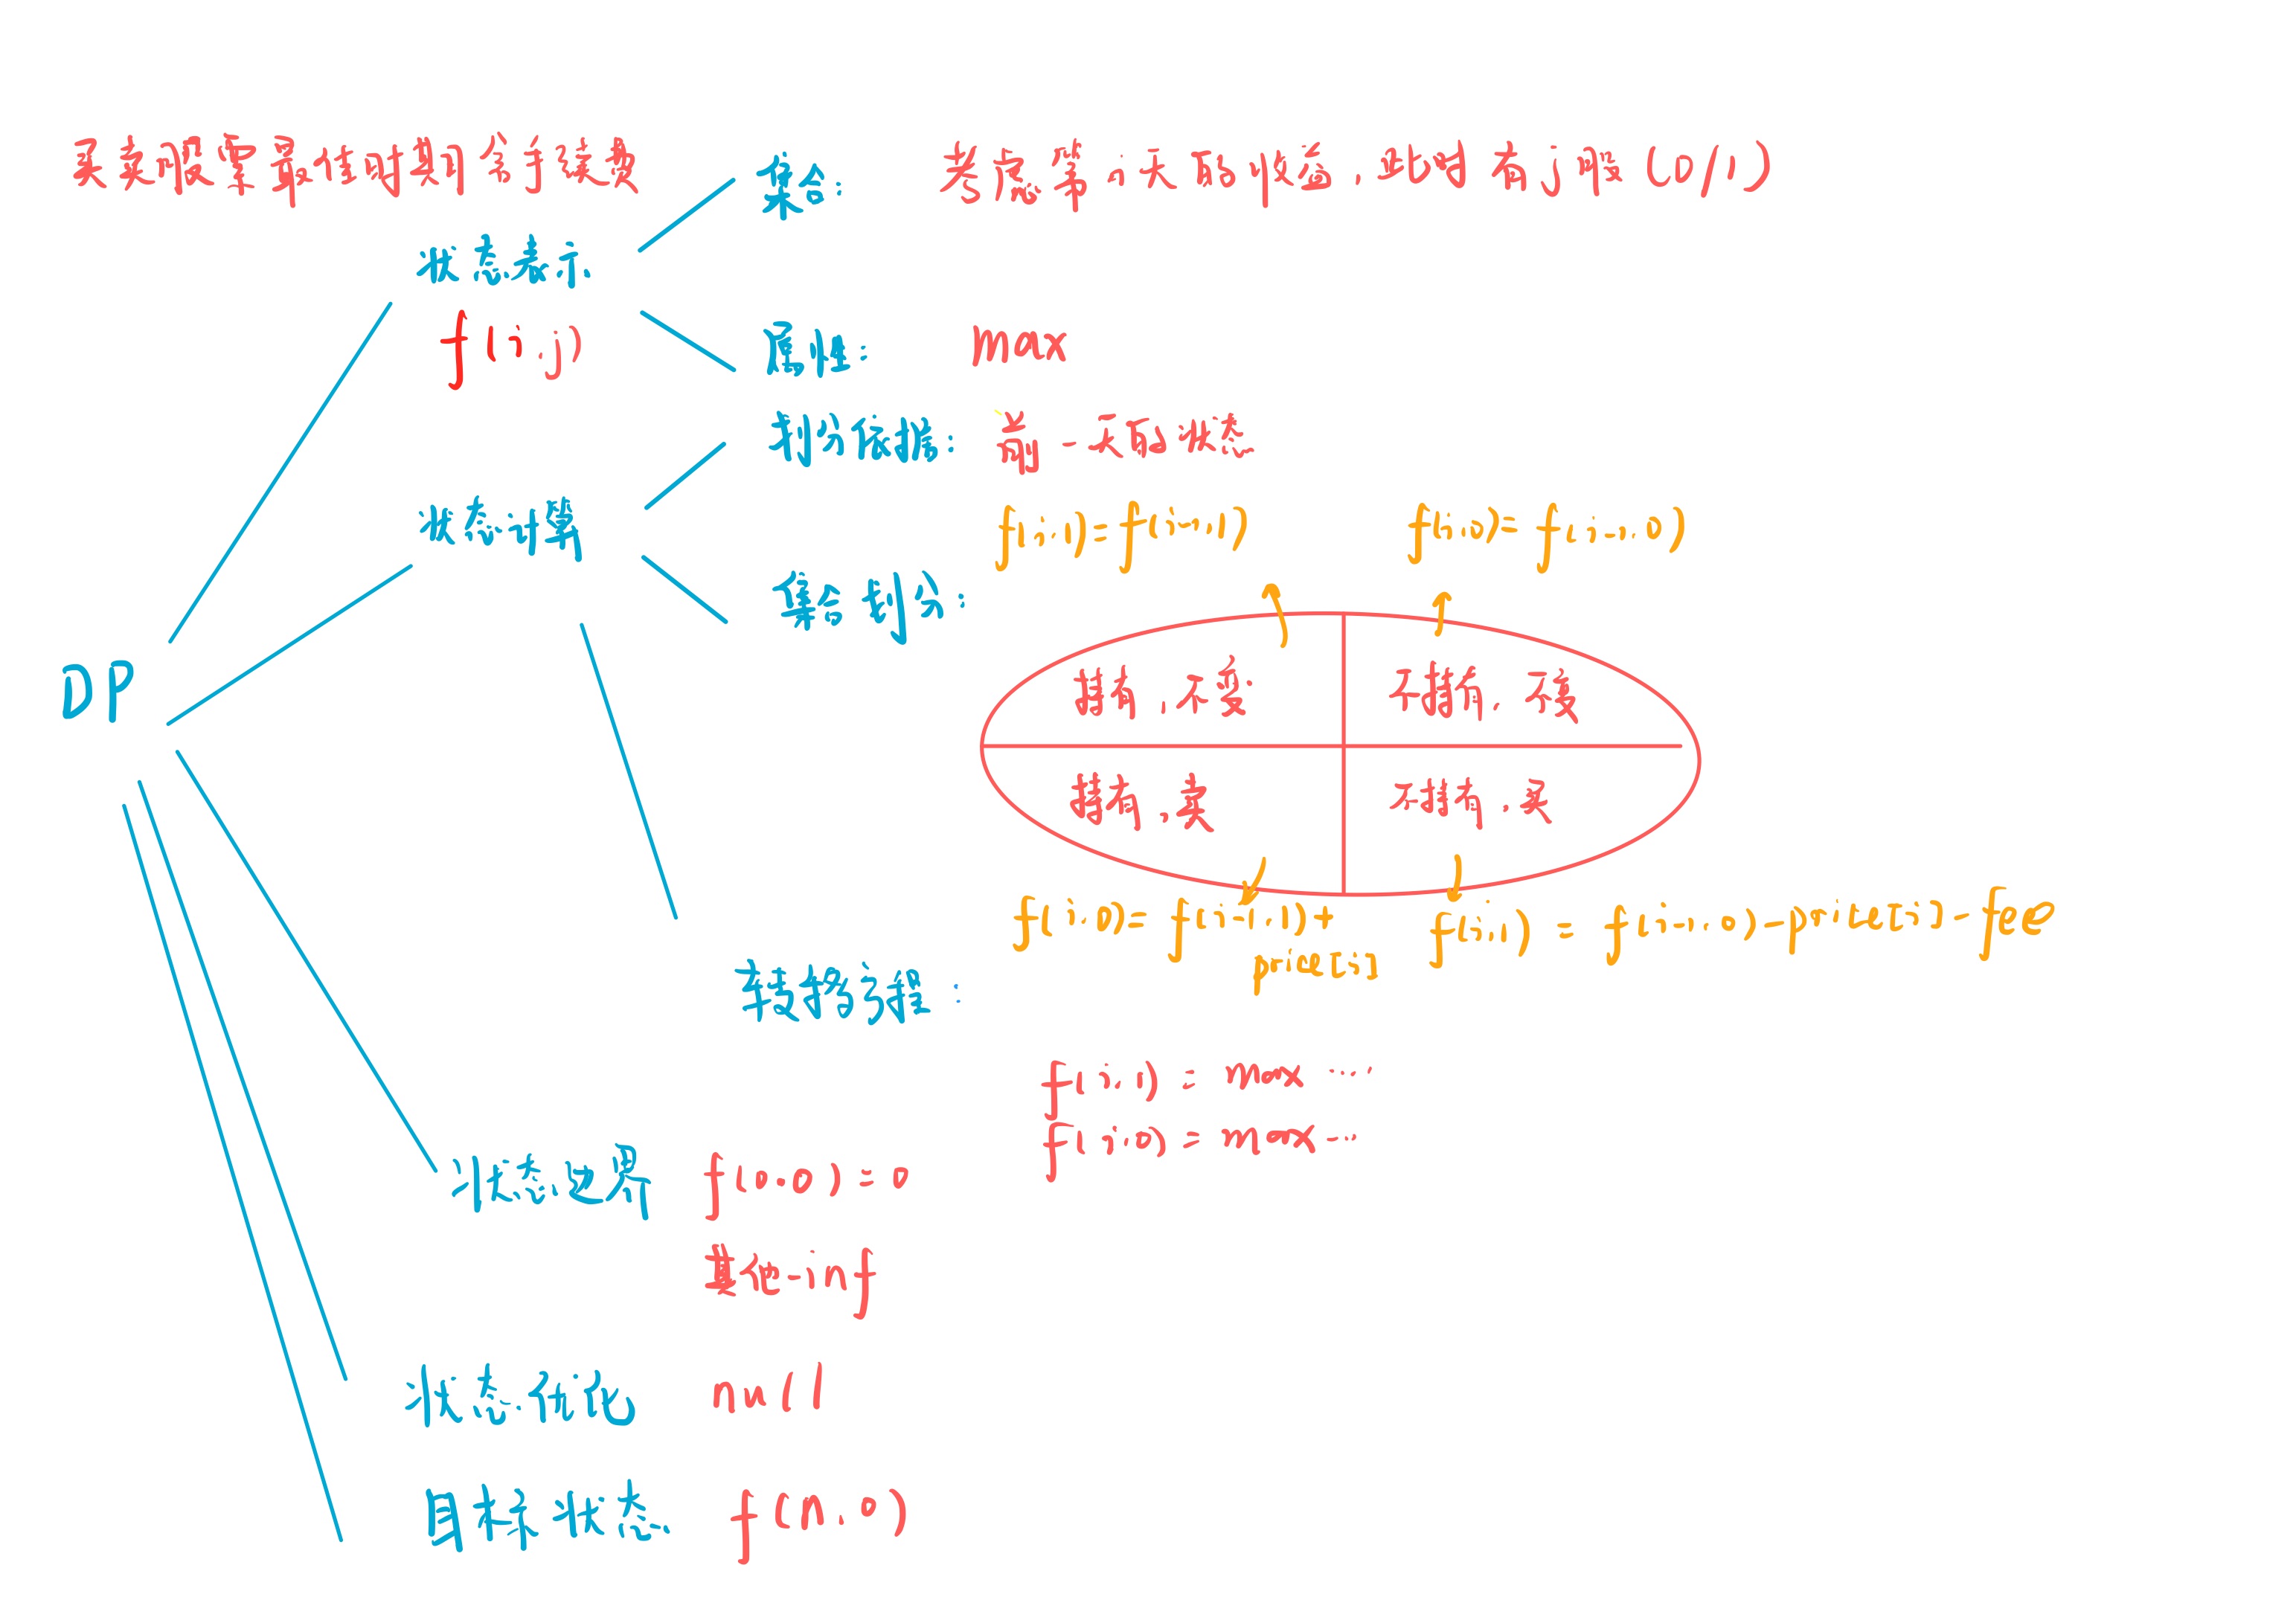 买卖股票最佳时机含手续费
集合: 考虑第i天的状态,此时有j股(0/1)
状态表示
f(i,j)
属性: max
划分依据: 前一天的状态
状态计算
f(i,1)=f(i-1,1) f(i,0)=f(i-1,0)
集合划分:
持有,不变 不持有,不变
DP
持有,卖 不持有,买
f(i,0)=f(i-1,1)+ f(i,1)=f(i-1,0)-price[i]-fee
price[i]
转移方程:
f(i,1)=max…
f(i,0)=max…
状态边界 f(0,0)=0
其他-inf
状态优化 null
目标状态 f(n,0)